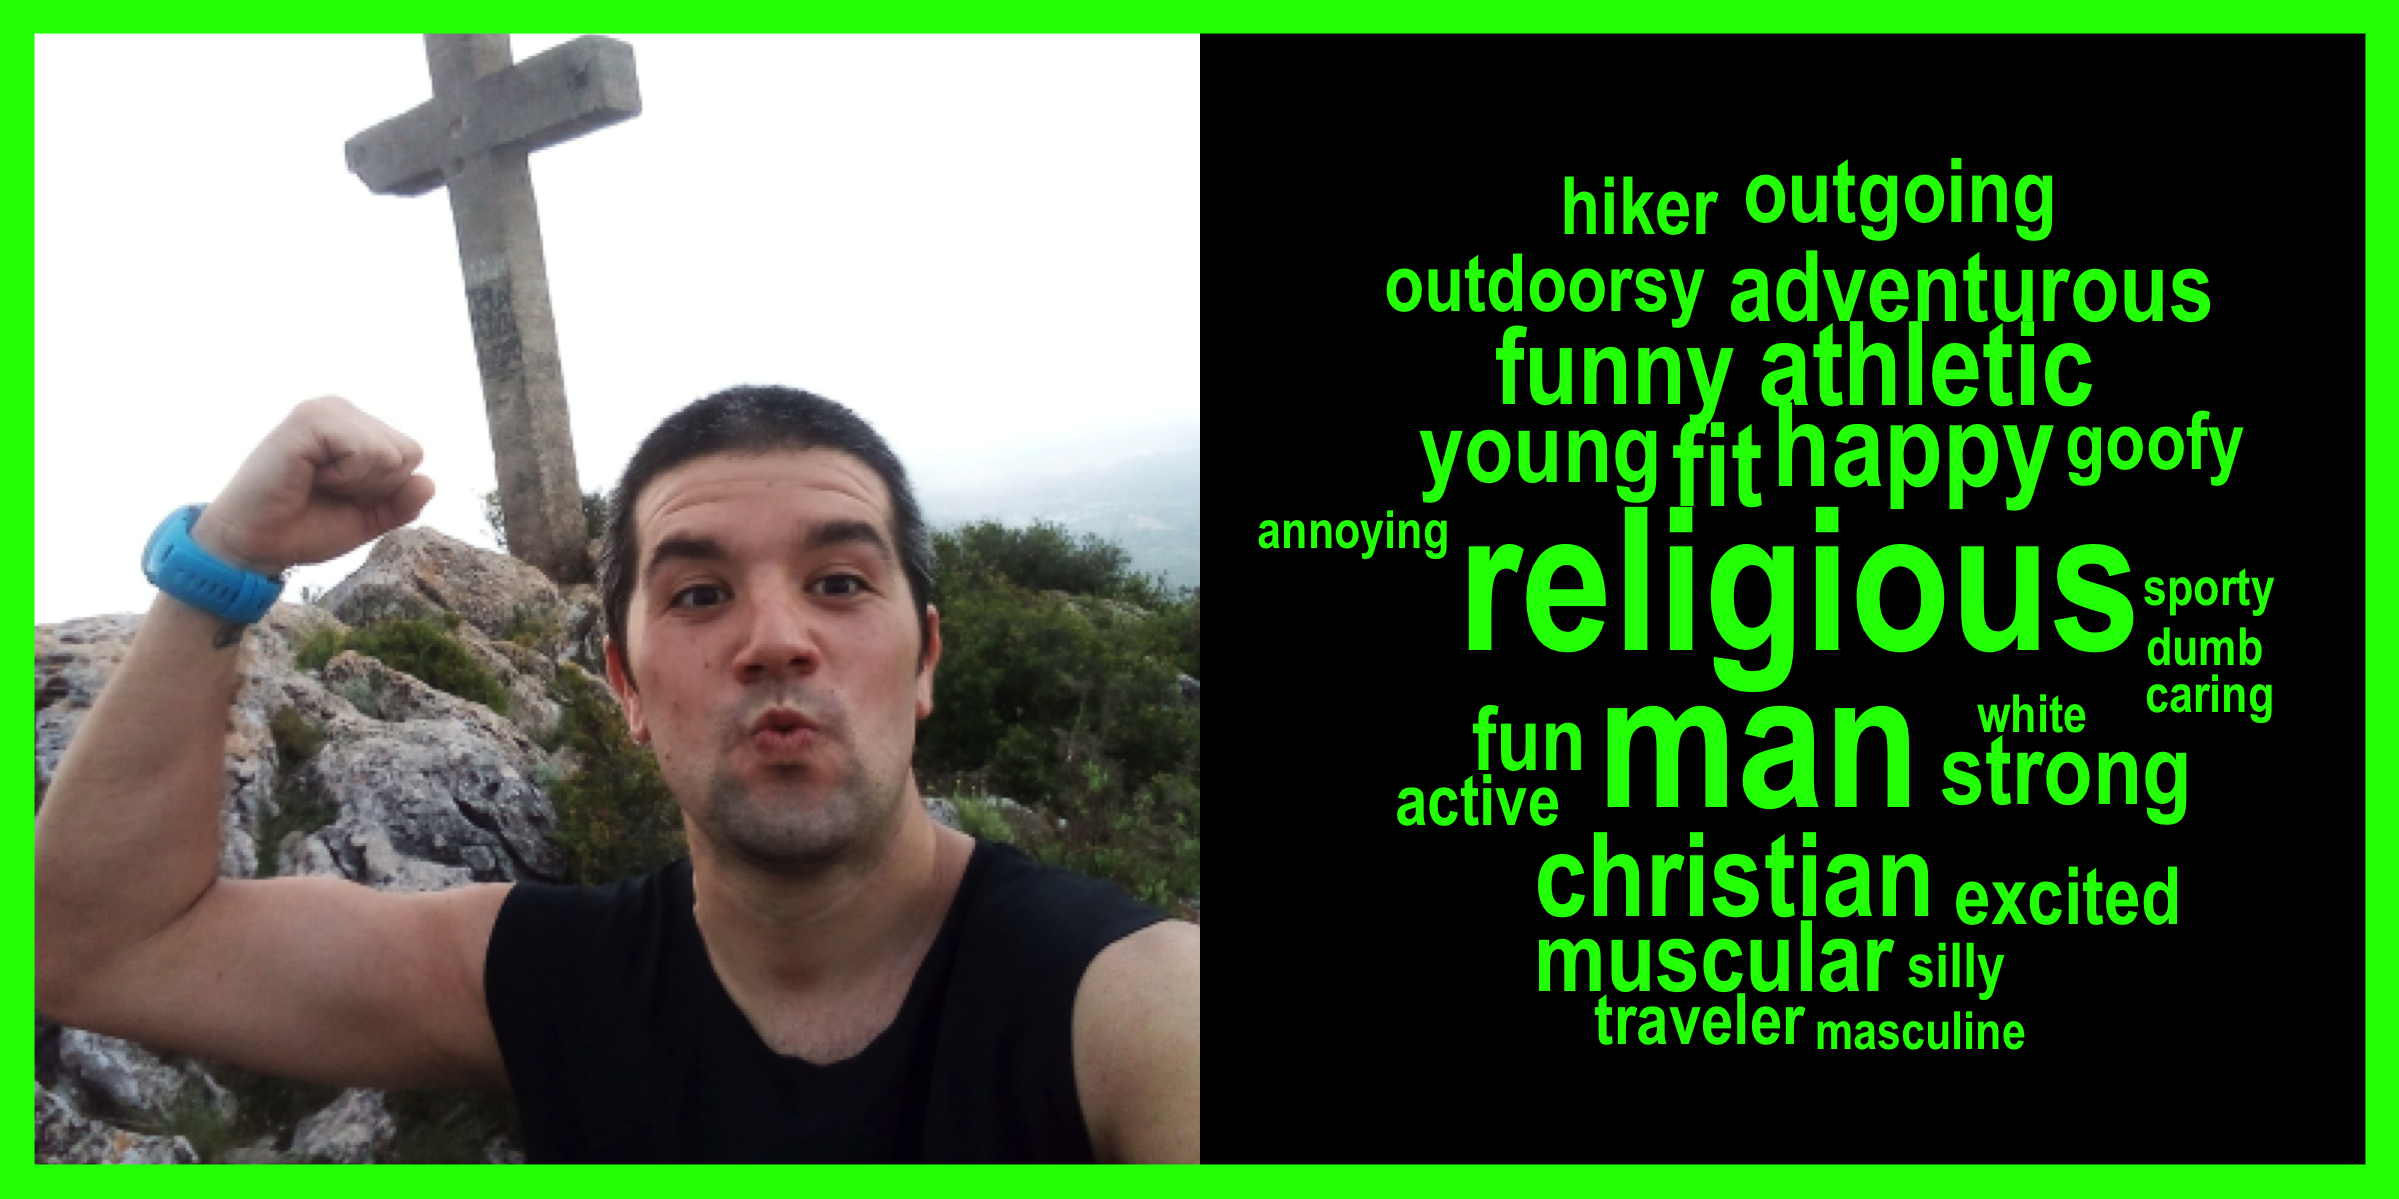 hiker outgoing
outdoorsy adventurous
funny athletic
young fit happy goofy
annoying religious sporty
dumb
caring
fun man white
active strong
christian excited
muscular silly
traveler masculine